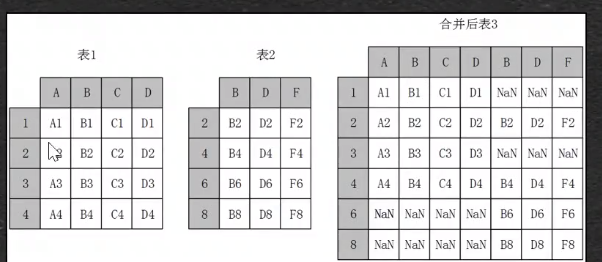 合并后表3
表1
表2
A B C D
1 A1 B1 C1 D1
2 B2 C2 D2
3 A3 B3 C3 D3
4 A4 B4 C4 D4
B D F
2 B2 D2 F2
4 B4 D4 F4
6 B6 D6 F6
8 B8 D8 F8
A B C D B D F
1 A1 B1 C1 D1 NaN NaN NaN
2 A2 B2 C2 D2 B2 D2 F2
3 A3 B3 C3 D3 NaN NaN NaN
4 A4 B4 C4 D4 B4 D4 F4
6 NaN NaN NaN NaN B6 D6 F6
8 NaN NaN NaN NaN B8 D8 F8